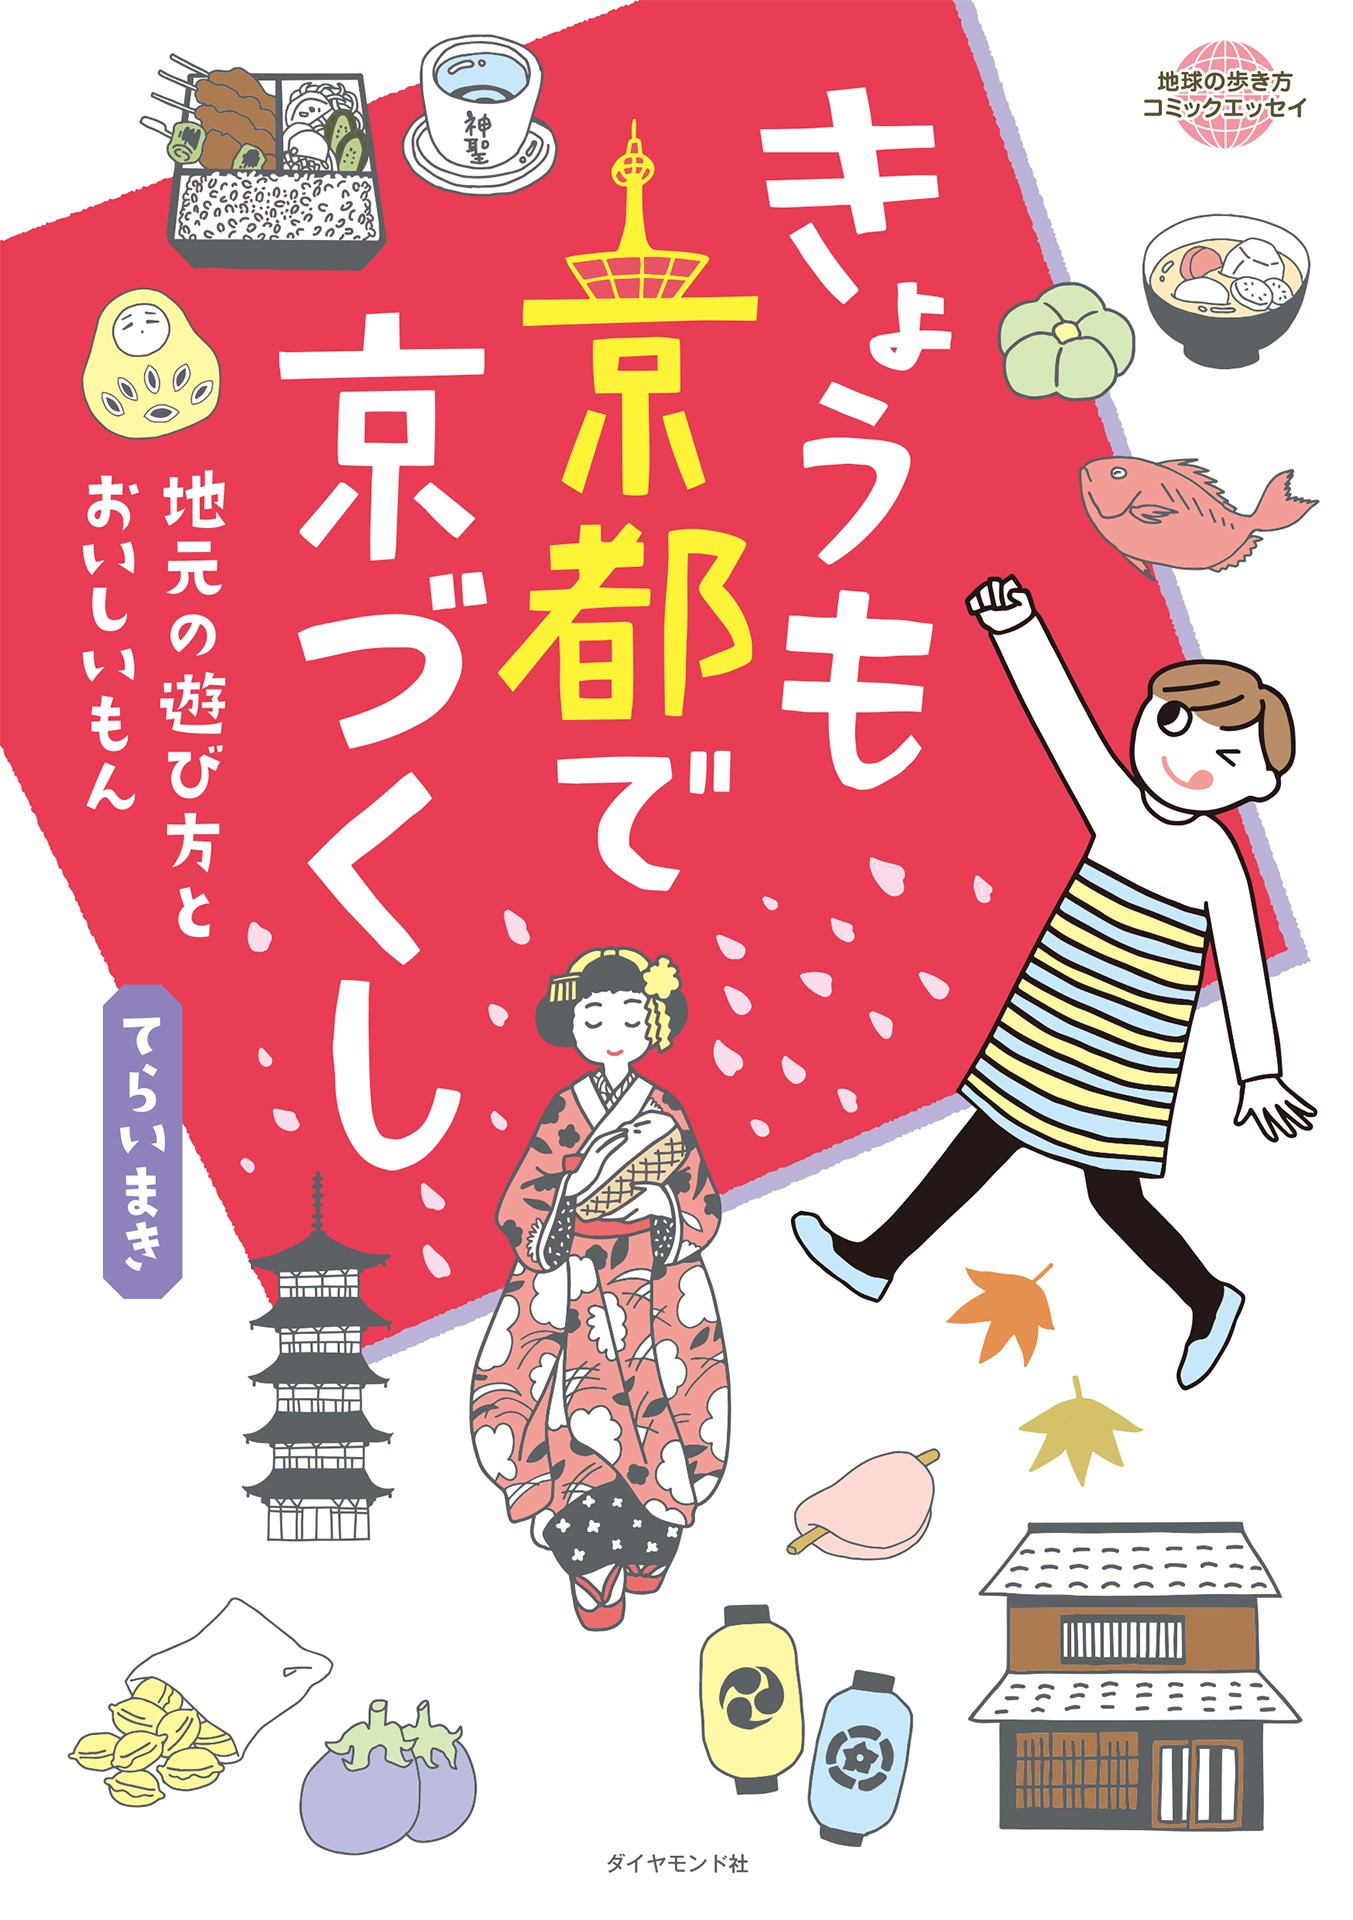 地球の歩き方
コミックエッセイ
きょうも
京都で
京づくし
地元の遊び方と
おいしいもん
てらいまき
神聖
ダイヤモンド社